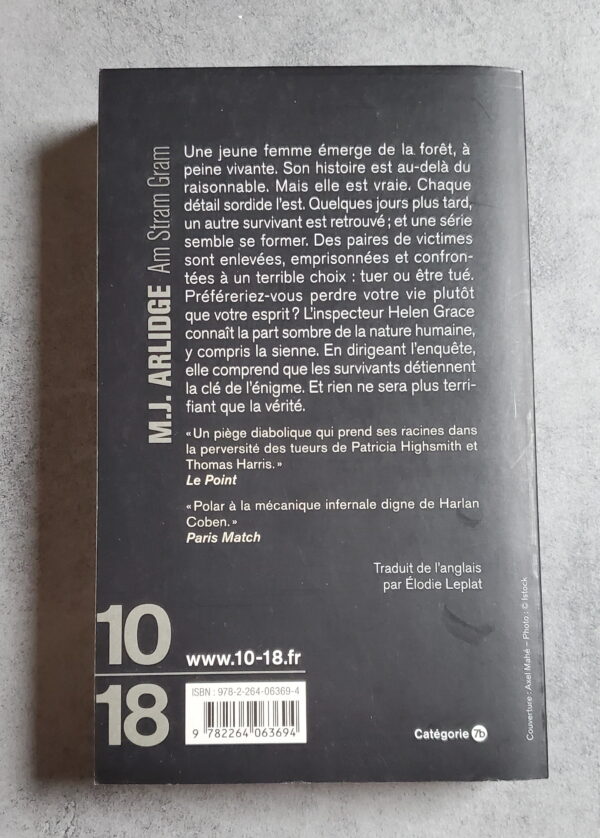 M.J. ARLIDGE Am Stram Gram
Une jeune femme émerge de la forêt, à
peine vivante. Son histoire est au-delà du
raisonnable. Mais elle est vraie. Chaque
détail sordide l'est. Quelques jours plus tard,
un autre survivant est retrouvé ; et une série
semble se former. Des paires de victimes
sont enlevées, emprisonnées et confron-
tées à un terrible choix : tuer ou être tué.
Préféreriez-vous perdre votre vie plutôt
que votre esprit ? L'inspecteur Helen Grace
connaît la part sombre de la nature humaine,
y compris la sienne. En dirigeant l'enquête,
elle comprend que les survivants détiennent
la clé de l'énigme. Et rien ne sera plus terri-
fiant que la vérité.
« Un piège diabolique qui prend ses racines dans
la perversité des tueurs de Patricia Highsmith et
Thomas Harris. »
Le Point
« Polar à la mécanique infernale digne de Harlan
Coben. »
Paris Match
Traduit de l'anglais
par Élodie Leplat
10
18
www.10-18.fr
ISBN : 978-2-264-06369-4
9 782264 063694
Catégorie 7b
Couverture : Axel Mahé – Photo : © Istock